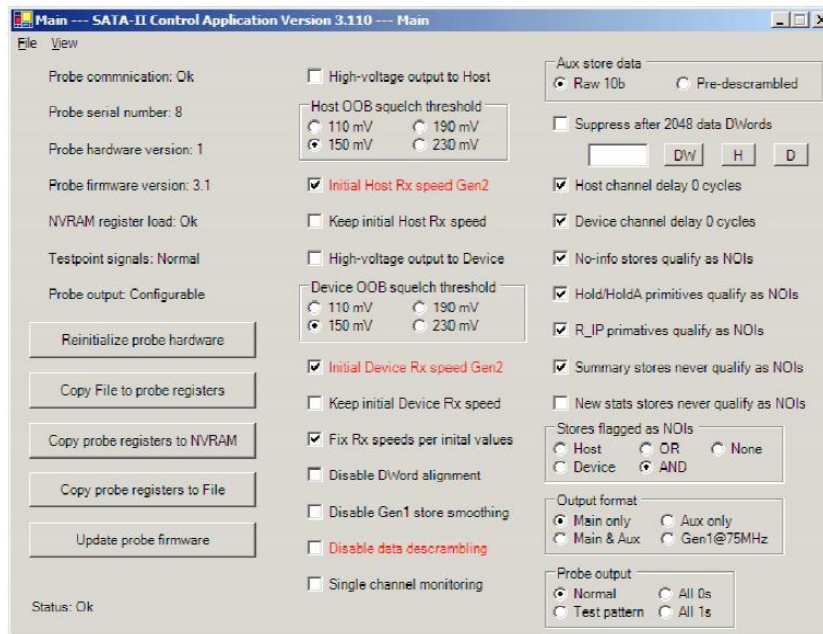 Main --- SATA-II Control Application Version 3.110 --- Main
File View
Probe commnication: Ok
Probe serial number: 8
Probe hardware version: 1
Probe firmware version: 3.1
NVRAM register load: Ok
Testpoint signals: Normal
Probe output: Configurable
Reinitialize probe hardware
Copy File to probe registers
Copy probe registers to NVRAM
Copy probe registers to File
Update probe firmware
Status: Ok
High-voltage output to Host
Host OOB squelch threshold
110 mV 190 mV
150 mV 230 mV
Initial Host Rx speed Gen2
Keep initial Host Rx speed
High-voltage output to Device
Device OOB squelch threshold
110 mV 190 mV
150 mV 230 mV
Initial Device Rx speed Gen2
Keep initial Device Rx speed
Fix Rx speeds per inital values
Disable DWord alignment
Disable Gen1 store smoothing
Disable data descrambling
Single channel monitoring
Aux store data
Raw 10b Pre-descrambled
Suppress after 2048 data DWords
DW H D
Host channel delay 0 cycles
Device channel delay 0 cycles
No-info stores qualify as NOIs
Hold/HoldA primitives qualify as NOIs
R_IP primatives qualify as NOIs
Summary stores never qualify as NOIs
New stats stores never qualify as NOIs
Stores flagged as NOIs
Host OR None
Device AND
Output format
Main only Aux only
Main & Aux Gen1@75MHz
Probe output
Normal All 0s
Test pattern All 1s